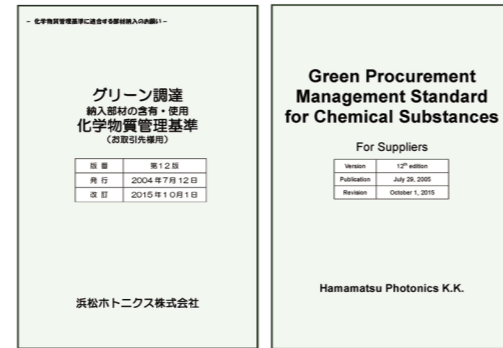 - 化学物質管理基準に適合する部材納入のお願い -
グリーン調達
納入部材の含有・使用
化学物質管理基準
(お取引先様用)
版 番 第12版
発 行 2004年7月12日
改 訂 2015年10月1日
浜松ホトニクス株式会社
Green Procurement
Management Standard
for Chemical Substances
For Suppliers
Version 12th edition
Publication July 29, 2005
Revision October 1, 2015
Hamamatsu Photonics K.K.